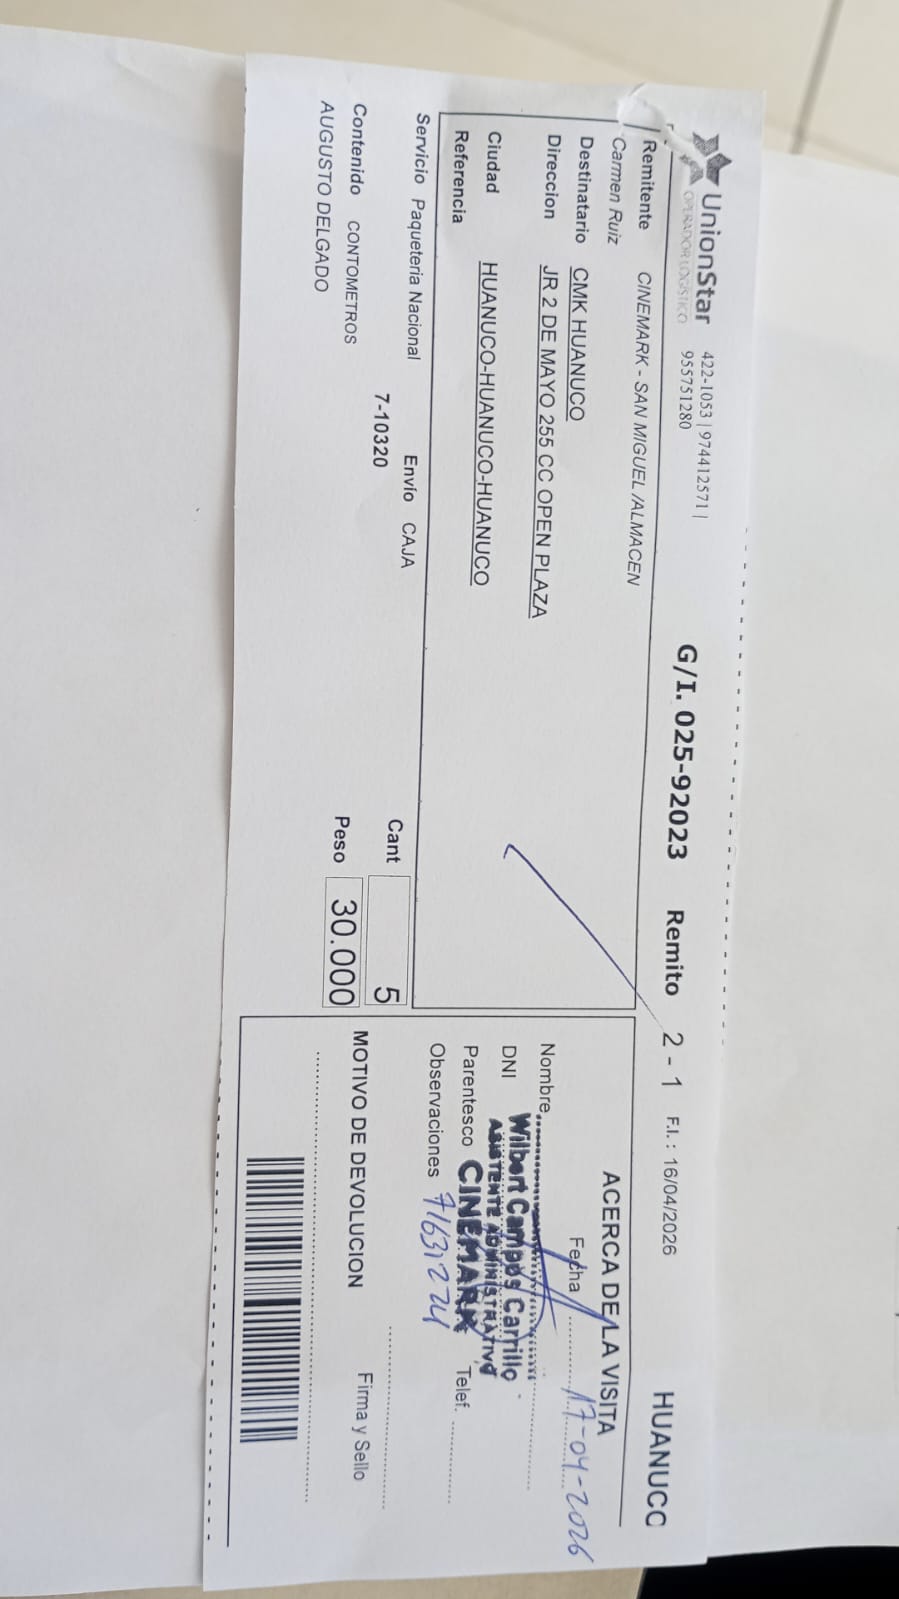 UnionStar
OPERADOR LOGÍSTICO
422-1053 | 974412571 |
955751280
G/I. 025-92023 Remito 2 - 1 F.I.: 16/04/2026 HUANUCO
Remitente CINEMARK - SAN MIGUEL /ALMACEN
Carmen Ruiz
Destinatario CMK HUANUCO
Direccion JR 2 DE MAYO 255 CC OPEN PLAZA
Ciudad HUANUCO-HUANUCO-HUANUCO
Referencia
Servicio Paqueteria Nacional Envío CAJA
7-10320
Contenido CONTOMETROS
AUGUSTO DELGADO
Cant 5
Peso 30.000
ACERCA DE LA VISITA
Fecha 17-04-2026
Nombre
Wilbert Campos Carrillo
DNI
ASISTENTE ADMINISTRATIVO
Parentesco CINEMARK Telef.
Observaciones 71631224
MOTIVO DE DEVOLUCION Firma y Sello